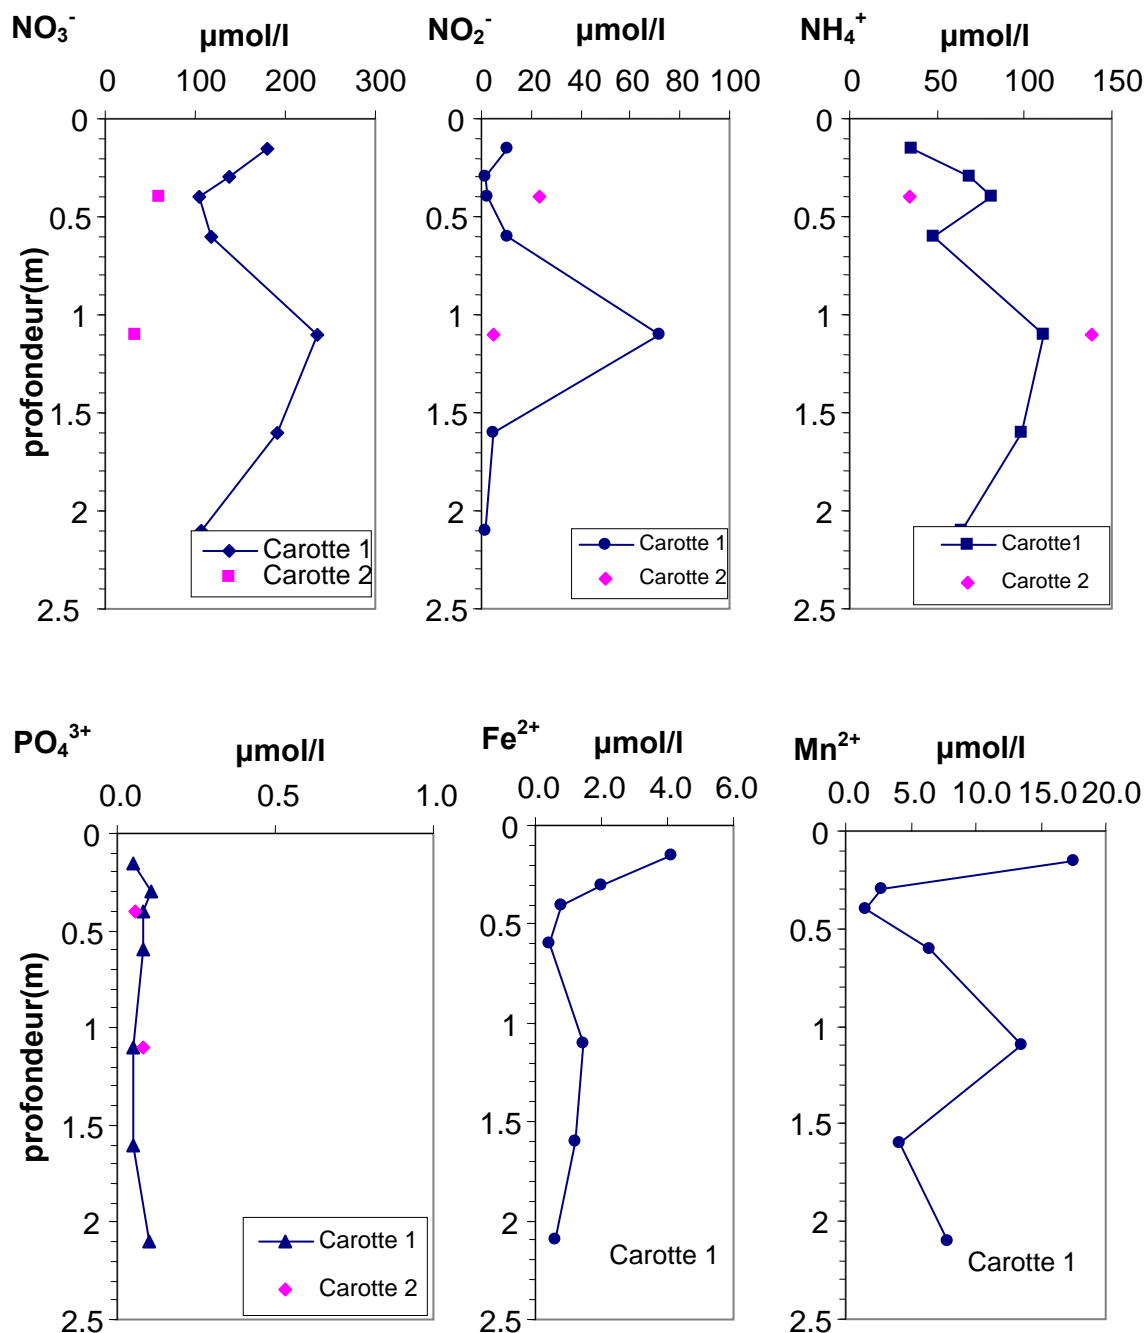 NO3- µmol/l
0 100 200 300
0
0.5
1
1.5
2
2.5
profondeur(m)
Carotte 1
Carotte 2
NO2- µmol/l
0 20 40 60 80 100
0
0.5
1
1.5
2
2.5
Carotte 1
Carotte 2
NH4+ µmol/l
0 50 100 150
0
0.5
1
1.5
2
2.5
Carotte1
Carotte 2
PO4 3+ µmol/l
0.0 0.5 1.0
0
0.5
1
1.5
2
2.5
profondeur(m)
Carotte 1
Carotte 2
Fe2+ µmol/l
0.0 2.0 4.0 6.0
0
0.5
1
1.5
2
2.5
Carotte 1
Mn2+ µmol/l
0.0 5.0 10.0 15.0 20.0
0
0.5
1
1.5
2
2.5
Carotte 1